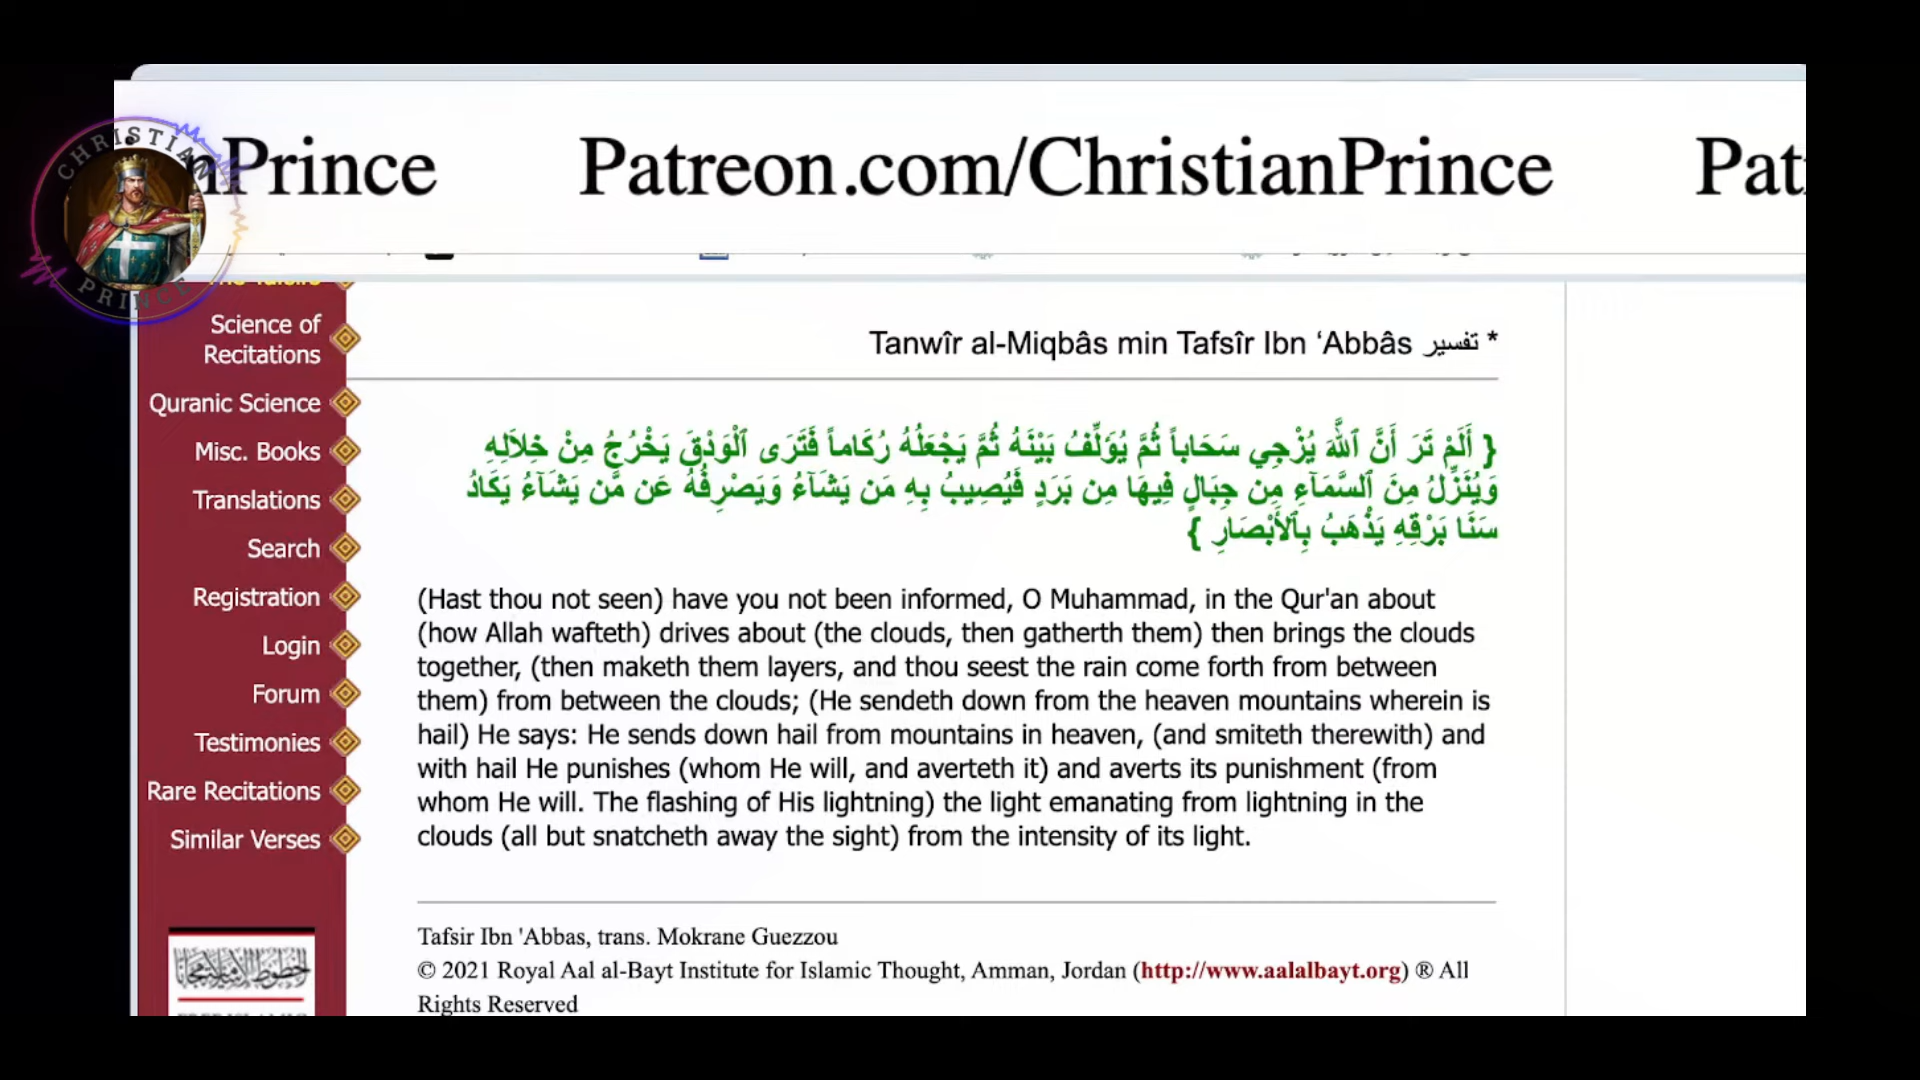 nPrince Patreon.com/ChristianPrince Pat
CHRISTIAN
PRINCE
Science of
Recitations
Quranic Science
Misc. Books
Translations
Search
Registration
Login
Forum
Testimonies
Rare Recitations
Similar Verses
* تفسير Tanwîr al-Miqbâs min Tafsîr Ibn ‘Abbâs
{ أَلَمْ تَرَ أَنَّ ٱللَّهَ يُزْجِي سَحَاباً ثُمَّ يُؤَلِّفُ بَيْنَهُ ثُمَّ يَجْعَلُهُ رُكَاماً فَتَرَى ٱلْوَدْقَ يَخْرُجُ مِنْ خِلاَلِهِ
وَيُنَزِّلُ مِنَ ٱلسَّمَآءِ مِن جِبَالٍ فِيهَا مِن بَرَدٍ فَيُصِيبُ بِهِ مَن يَشَآءُ وَيَصْرِفُهُ عَن مَّن يَشَآءُ يَكَادُ
سَنَا بَرْقِهِ يَذْهَبُ بِٱلأَبْصَارِ }
(Hast thou not seen) have you not been informed, O Muhammad, in the Qur'an about
(how Allah wafteth) drives about (the clouds, then gatherth them) then brings the clouds
together, (then maketh them layers, and thou seest the rain come forth from between
them) from between the clouds; (He sendeth down from the heaven mountains wherein is
hail) He says: He sends down hail from mountains in heaven, (and smiteth therewith) and
with hail He punishes (whom He will, and averteth it) and averts its punishment (from
whom He will. The flashing of His lightning) the light emanating from lightning in the
clouds (all but snatcheth away the sight) from the intensity of its light.
Tafsir Ibn 'Abbas, trans. Mokrane Guezzou
© 2021 Royal Aal al-Bayt Institute for Islamic Thought, Amman, Jordan (http://www.aalalbayt.org) ® All
Rights Reserved